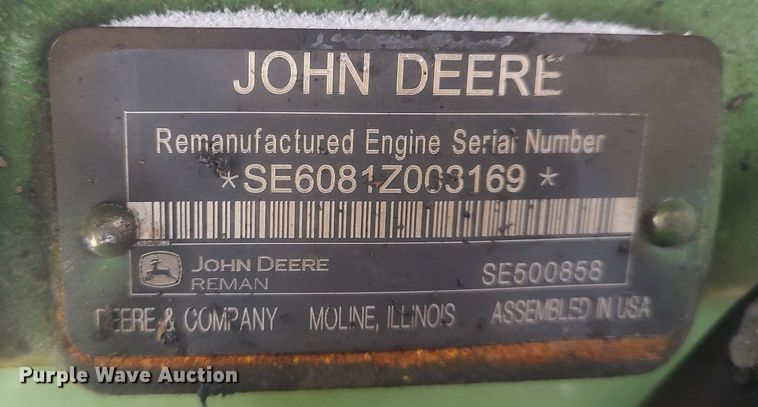 JOHN DEERE
Remanufactured Engine Serial Number
*SE6081Z003169*
JOHN DEERE
REMAN
SE500858
DEERE & COMPANY MOLINE, ILLINOIS ASSEMBLED IN USA
Purple Wave Auction